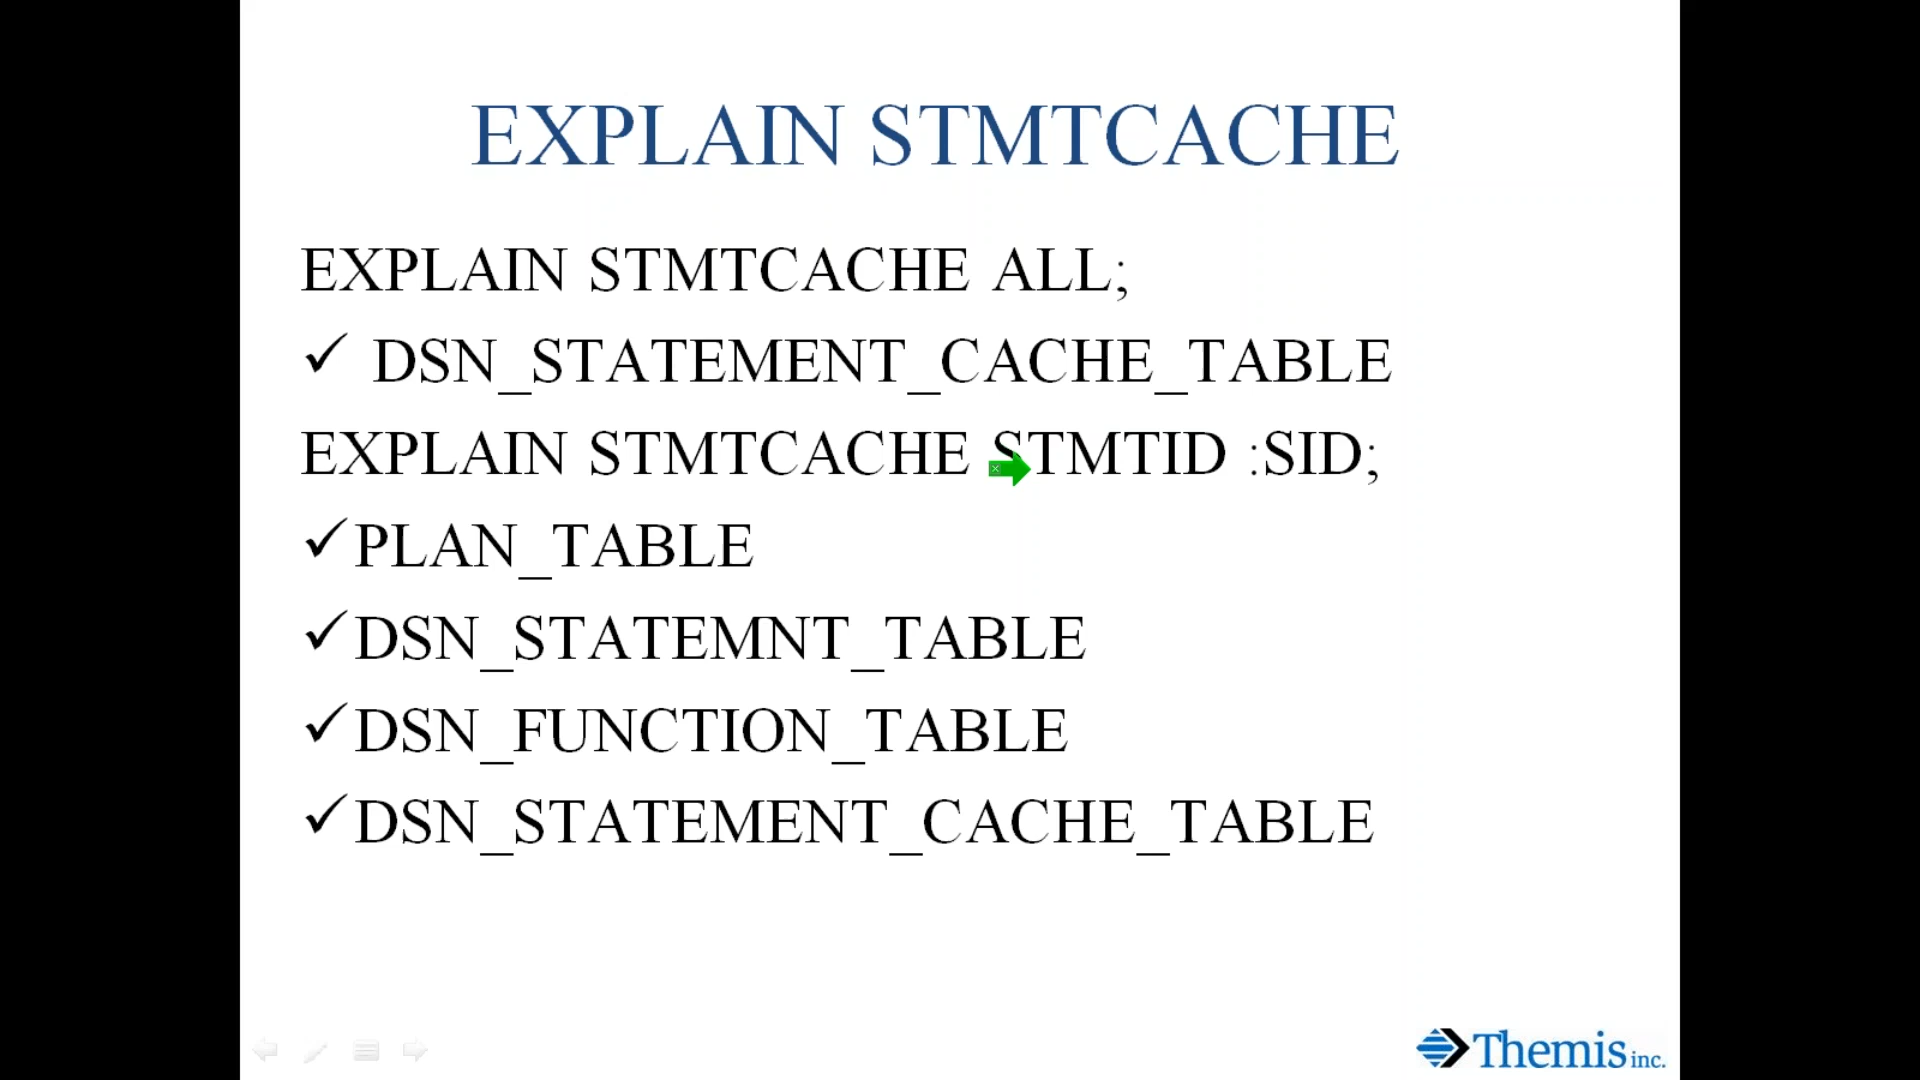 EXPLAIN STMTCACHE
EXPLAIN STMTCACHE ALL;
✓ DSN_STATEMENT_CACHE_TABLE
EXPLAIN STMTCACHE STMTID :SID;
✓PLAN_TABLE
✓DSN_STATEMNT_TABLE
✓DSN_FUNCTION_TABLE
✓DSN_STATEMENT_CACHE_TABLE
Themis inc.